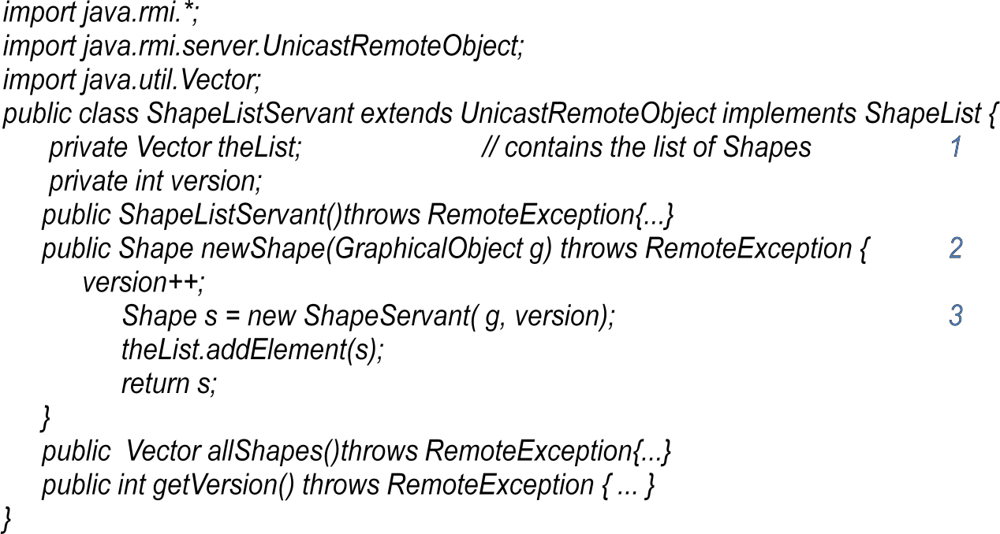 import java.rmi.*;
import java.rmi.server.UnicastRemoteObject;
import java.util.Vector;
public class ShapeListServant extends UnicastRemoteObject implements ShapeList {
private Vector theList; // contains the list of Shapes 1
private int version;
public ShapeListServant()throws RemoteException{...}
public Shape newShape(GraphicalObject g) throws RemoteException { 2
version++;
Shape s = new ShapeServant( g, version); 3
theList.addElement(s);
return s;
}
public Vector allShapes()throws RemoteException{...}
public int getVersion() throws RemoteException { ... }
}